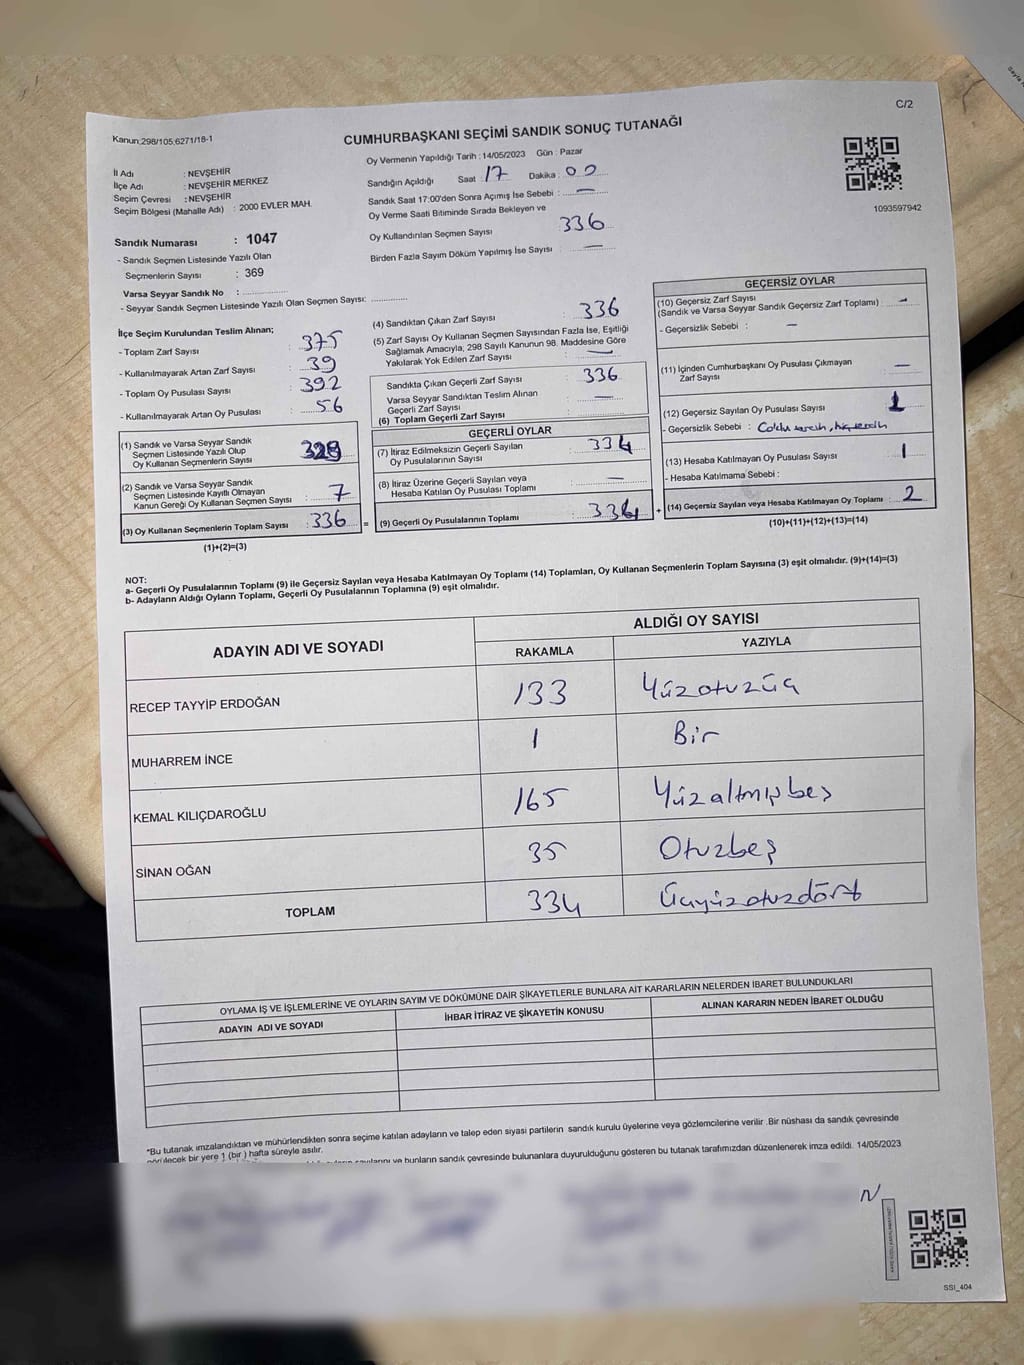 C/2
Kanun:298/105,6271/18-1
CUMHURBAŞKANI SEÇİMİ SANDIK SONUÇ TUTANAĞI
Oy Vermenin Yapıldığı Tarih : 14/05/2023 Gün : Pazar
İl Adı : NEVŞEHİR
İlçe Adı : NEVŞEHİR MERKEZ
Seçim Çevresi : NEVŞEHİR
Seçim Bölgesi (Mahalle Adı) : 2000 EVLER MAH.
Sandığın Açıldığı Saat : 17 Dakika : 00
Sandık Saat 17:00'den Sonra Açımış İse Sebebi : —
Oy Verme Saati Bitiminde Sırada Bekleyen ve
Oy Kullandırılan Seçmen Sayısı : 336
Birden Fazla Sayım Döküm Yapılmış İse Sayısı : —
1093597942
Sandık Numarası : 1047
- Sandık Seçmen Listesinde Yazılı Olan
Seçmenlerin Sayısı : 369
Varsa Seyyar Sandık No :
- Seyyar Sandık Seçmen Listesinde Yazılı Olan Seçmen Sayısı:
İlçe Seçim Kurulundan Teslim Alınan;
- Toplam Zarf Sayısı : 375
- Kullanılmayarak Artan Zarf Sayısı : 39
- Toplam Oy Pusulası Sayısı : 392
- Kullanılmayarak Artan Oy Pusulası : 56
(1) Sandık ve Varsa Seyyar Sandık
Seçmen Listesinde Yazılı Olup
Oy Kullanan Seçmenlerin Sayısı : 329
(2) Sandık ve Varsa Seyyar Sandık
Seçmen Listesinde Kayıtlı Olmayan
Kanun Gereği Oy Kullanan Seçmen Sayısı : 7
(3) Oy Kullanan Seçmenlerin Toplam Sayısı : 336 =
(1)+(2)=(3)
(4) Sandıktan Çıkan Zarf Sayısı : 336
(5) Zarf Sayısı Oy Kullanan Seçmen Sayısından Fazla İse, Eşitliği
Sağlamak Amacıyla, 298 Sayılı Kanunun 98. Maddesine Göre
Yakılarak Yok Edilen Zarf Sayısı : —
Sandıkta Çıkan Geçerli Zarf Sayısı : 336
Varsa Seyyar Sandıktan Teslim Alınan
Geçerli Zarf Sayısı : —
(6) Toplam Geçerli Zarf Sayısı :
GEÇERLİ OYLAR
(7) İtiraz Edilmeksizin Geçerli Sayılan
Oy Pusulalarının Sayısı : 334
(8) İtiraz Üzerine Geçerli Sayılan veya
Hesaba Katılan Oy Pusulası Toplamı : —
(9) Geçerli Oy Pusulalarının Toplamı : 334 +
GEÇERSİZ OYLAR
(10) Geçersiz Zarf Sayısı
(Sandık ve Varsa Seyyar Sandık Geçersiz Zarf Toplamı) : —
- Geçersizlik Sebebi : —
(11) İçinden Cumhurbaşkanı Oy Pusulası Çıkmayan
Zarf Sayısı : —
(12) Geçersiz Sayılan Oy Pusulası Sayısı : 1
- Geçersizlik Sebebi :
(13) Hesaba Katılmayan Oy Pusulası Sayısı : 1
- Hesaba Katılmama Sebebi :
(14) Geçersiz Sayılan veya Hesaba Katılmayan Oy Toplamı : 2
(10)+(11)+(12)+(13)=(14)
NOT:
a- Geçerli Oy Pusulalarının Toplamı (9) ile Geçersiz Sayılan veya Hesaba Katılmayan Oy Toplamı (14) Toplamları, Oy Kullanan Seçmenlerin Toplam Sayısına (3) eşit olmalıdır. (9)+(14)=(3)
b- Adayların Aldığı Oyların Toplamı, Geçerli Oy Pusulalarının Toplamına (9) eşit olmalıdır.
ADAYIN ADI VE SOYADI
ALDIĞI OY SAYISI
RAKAMLA YAZIYLA
RECEP TAYYİP ERDOĞAN 133 Yüzotuzüç
MUHARREM İNCE 1 Bir
KEMAL KILIÇDAROĞLU 165 Yüzaltmışbeş
SİNAN OĞAN 35 Otuzbeş
TOPLAM 334 Üçyüzotuzdört
OYLAMA İŞ VE İŞLEMLERİNE VE OYLARIN SAYIM VE DÖKÜMÜNE DAİR ŞİKAYETLERLE BUNLARA AİT KARARLARIN NELERDEN İBARET BULUNDUKLARI
ADAYIN ADI VE SOYADI İHBAR İTİRAZ VE ŞİKAYETİN KONUSU ALINAN KARARIN NEDEN İBARET OLDUĞU
*Bu tutanak imzalandıktan ve mühürlendikten sonra seçime katılan adayların ve talep eden siyasi partilerin sandık kurulu üyelerine veya gözlemcilerine verilir .Bir nüshası da sandık çevresinde
görülecek bir yere 1 (bir ) hafta süreyle asılır.
ve bunların sandık çevresinde bulunanlara duyurulduğunu gösteren bu tutanak tarafımızdan düzenlenerek imza edildi. 14/05/2023
SSI_404